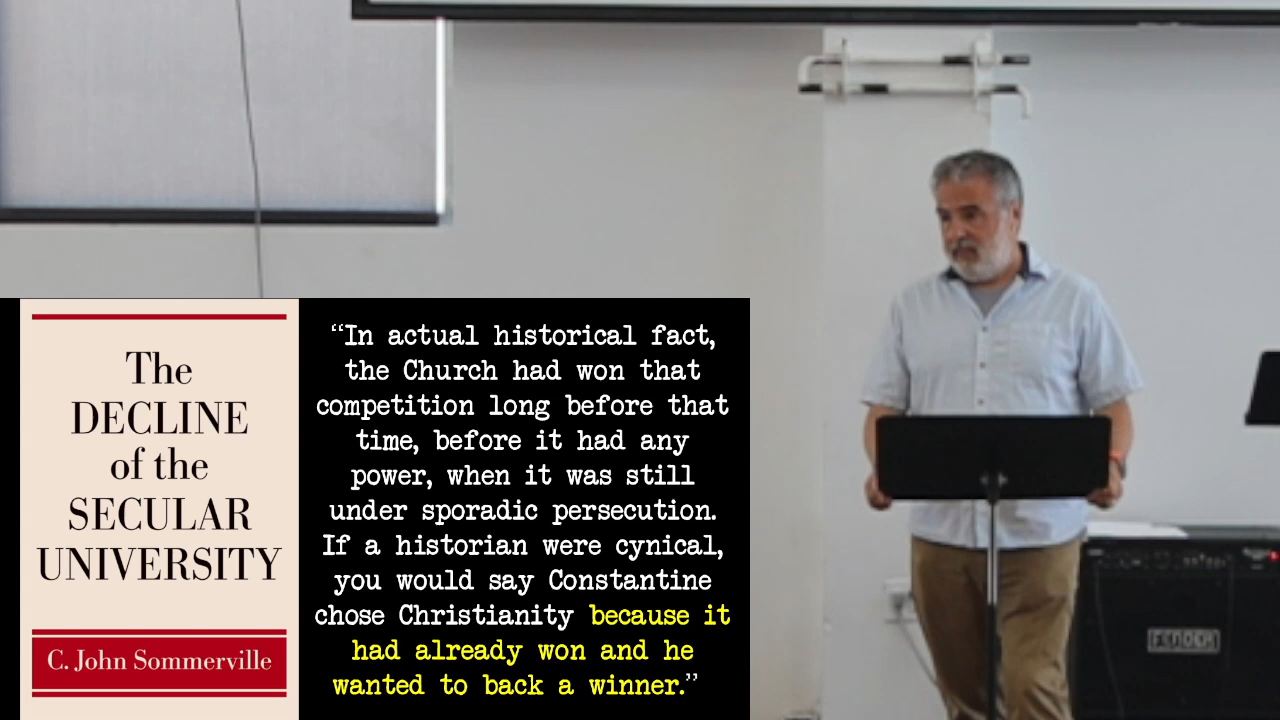 The
DECLINE
of the
SECULAR
UNIVERSITY
C. John Sommerville
“In actual historical fact,
the Church had won that
competition long before that
time, before it had any
power, when it was still
under sporadic persecution.
If a historian were cynical,
you would say Constantine
chose Christianity because it
had already won and he
wanted to back a winner.”